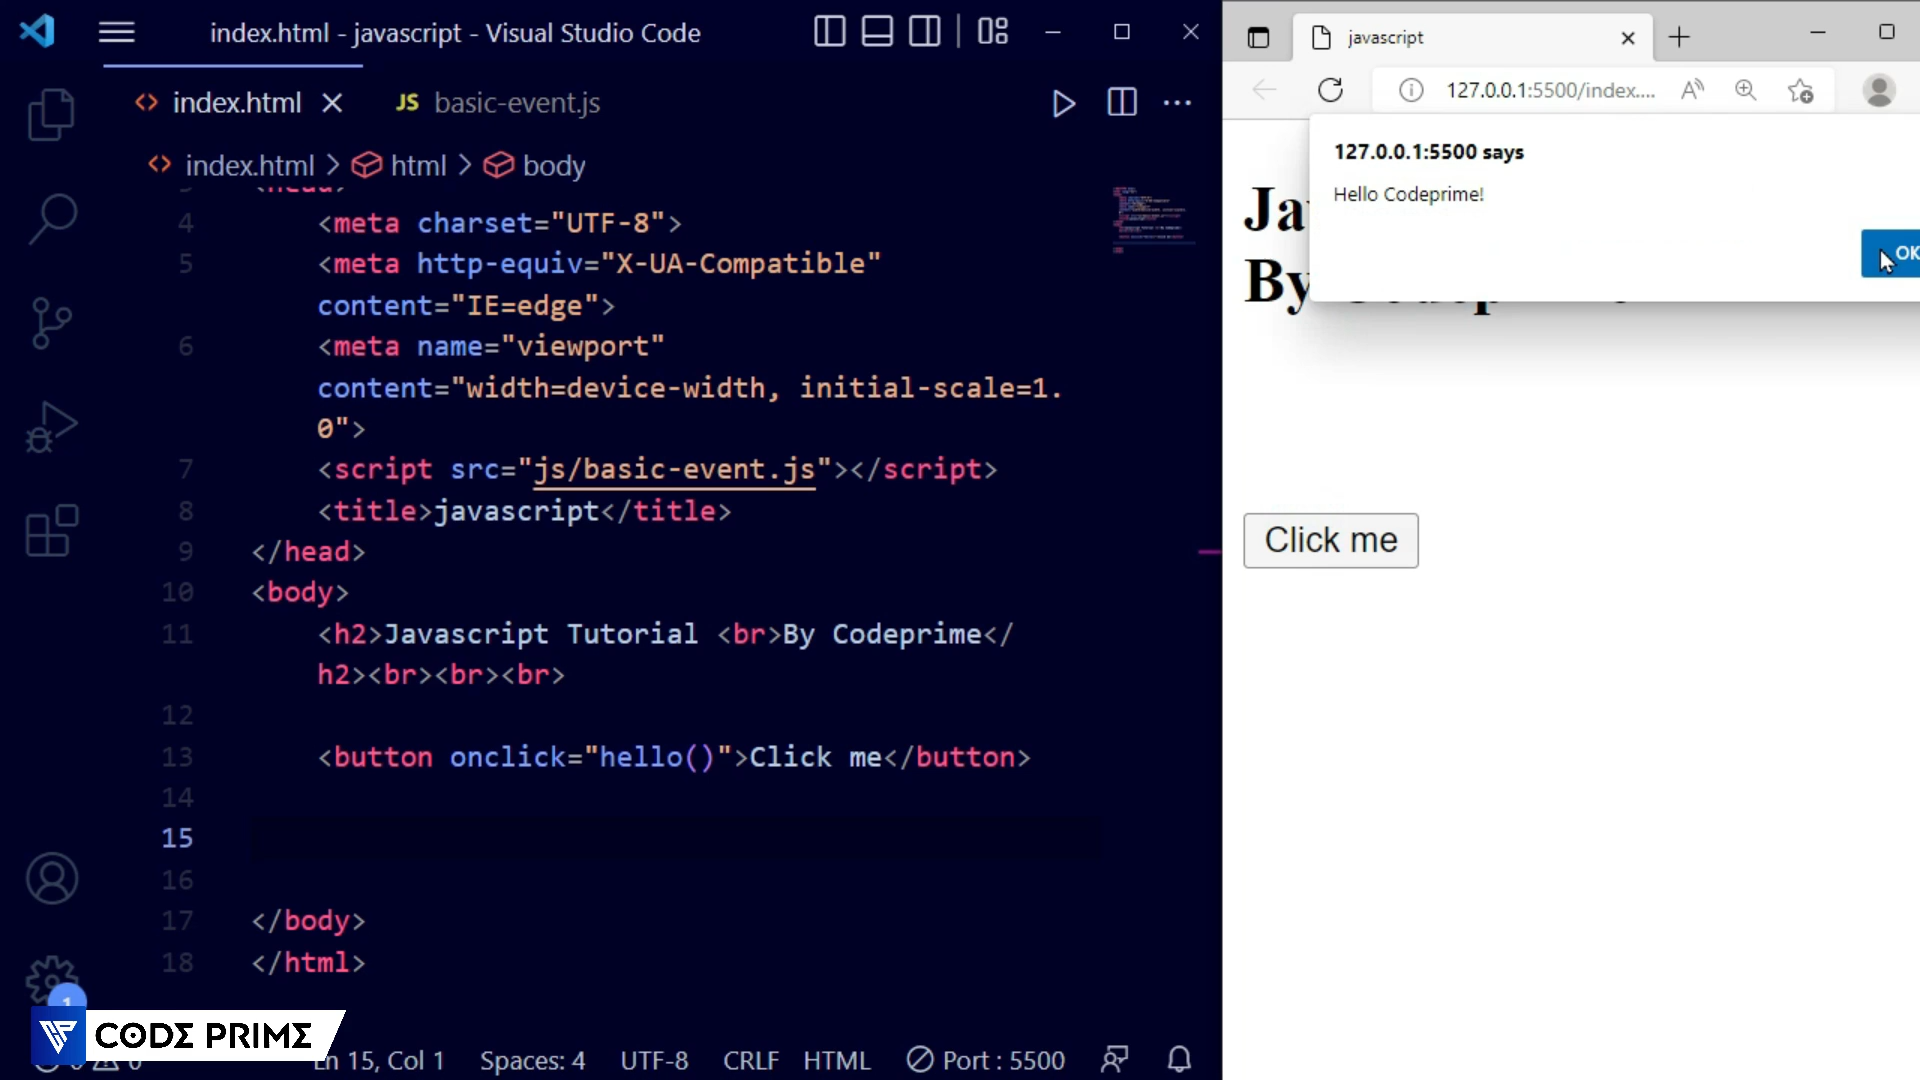 index.html - javascript - Visual Studio Code
index.html
JS basic-event.js
index.html > html > body
4 <meta charset="UTF-8">
5 <meta http-equiv="X-UA-Compatible"
content="IE=edge">
6 <meta name="viewport"
content="width=device-width, initial-scale=1.
0">
7 <script src="js/basic-event.js"></script>
8 <title>javascript</title>
9 </head>
10 <body>
11 <h2>Javascript Tutorial <br>By Codeprime</
h2><br><br><br>
12
13 <button onclick="hello()">Click me</button>
14
15
16
17 </body>
18 </html>
1
CODΣ PRIMΣ
Ln 15, Col 1
Spaces: 4
UTF-8
CRLF
HTML
Port : 5500
javascript
127.0.0.1:5500/index....
127.0.0.1:5500 says
Hello Codeprime!
OK
By
Click me